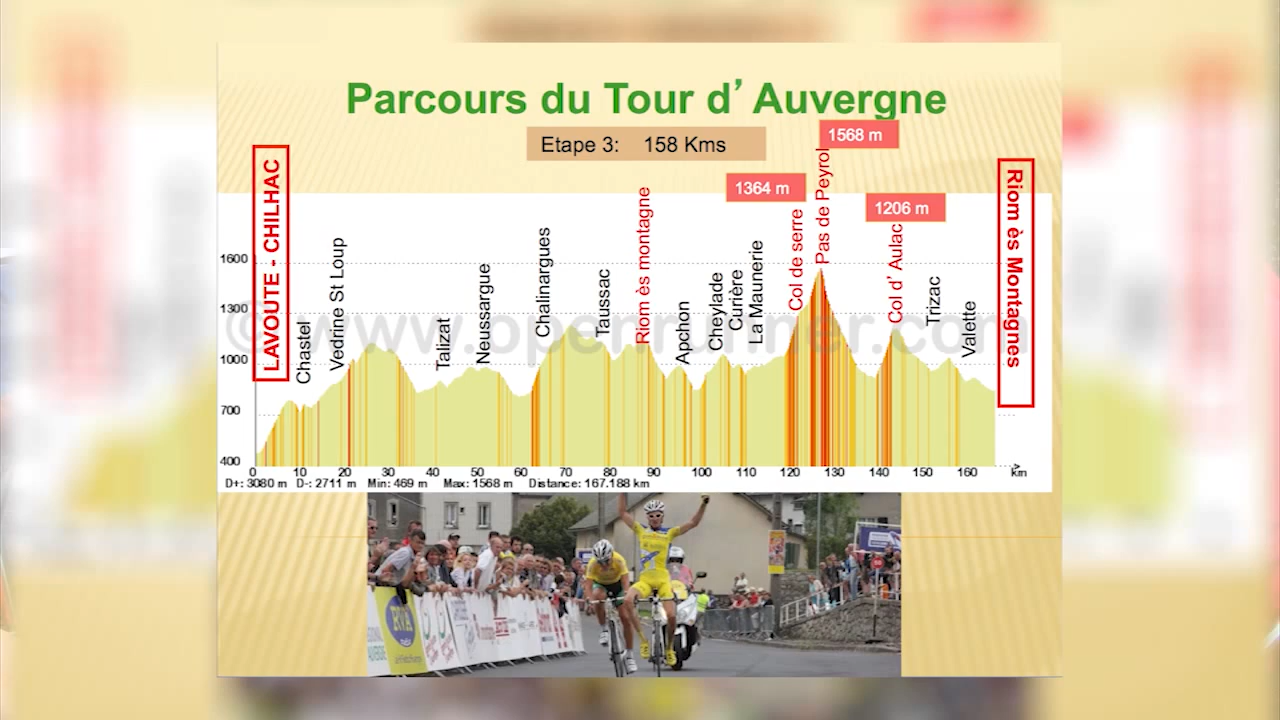 Parcours du Tour d’ Auvergne
Etape 3: 158 Kms
1568 m
1364 m
1206 m
LAVOUTE - CHILHAC
Chastel
Vedrine St Loup
Talizat
Neussargue
Chalinargues
Taussac
Riom ès montagne
Apchon
Cheylade
Curière
La Maunerie
Col de serre
Pas de Peyrol
Col d’ Aulac
Trizac
Valette
Riom ès Montagnes
© www.openrunner.com
1600
1300
1000
700
400
0 10 20 30 40 50 60 70 80 90 100 110 120 130 140 150 160 km
D+: 3080 m D-: 2711 m Min: 469 m Max: 1568 m Distance: 167.188 km